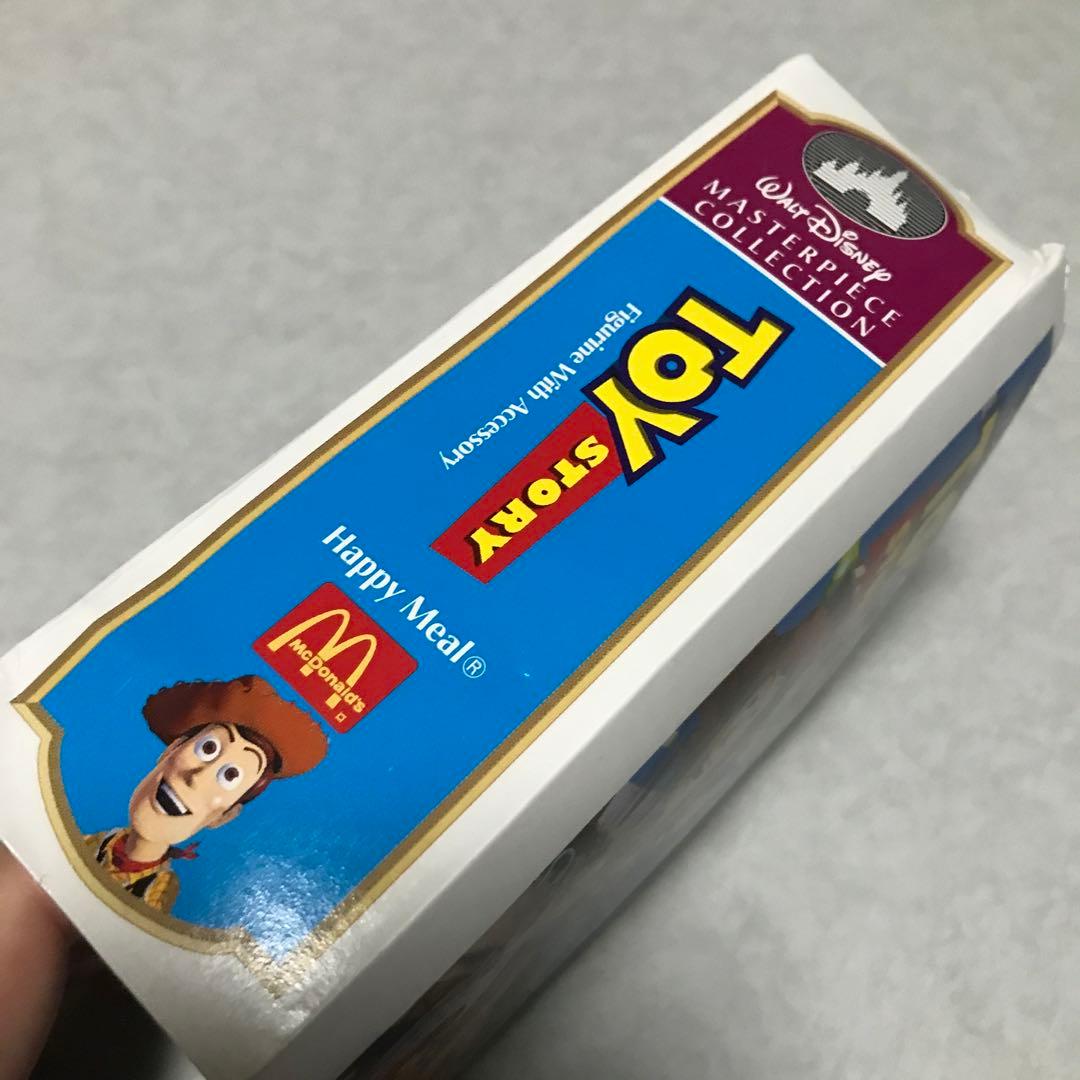 WALT DISNEY
MASTERPIECE
COLLECTION
TOY
STORY
Figurine With Accessory
Happy Meal®
McDonald's